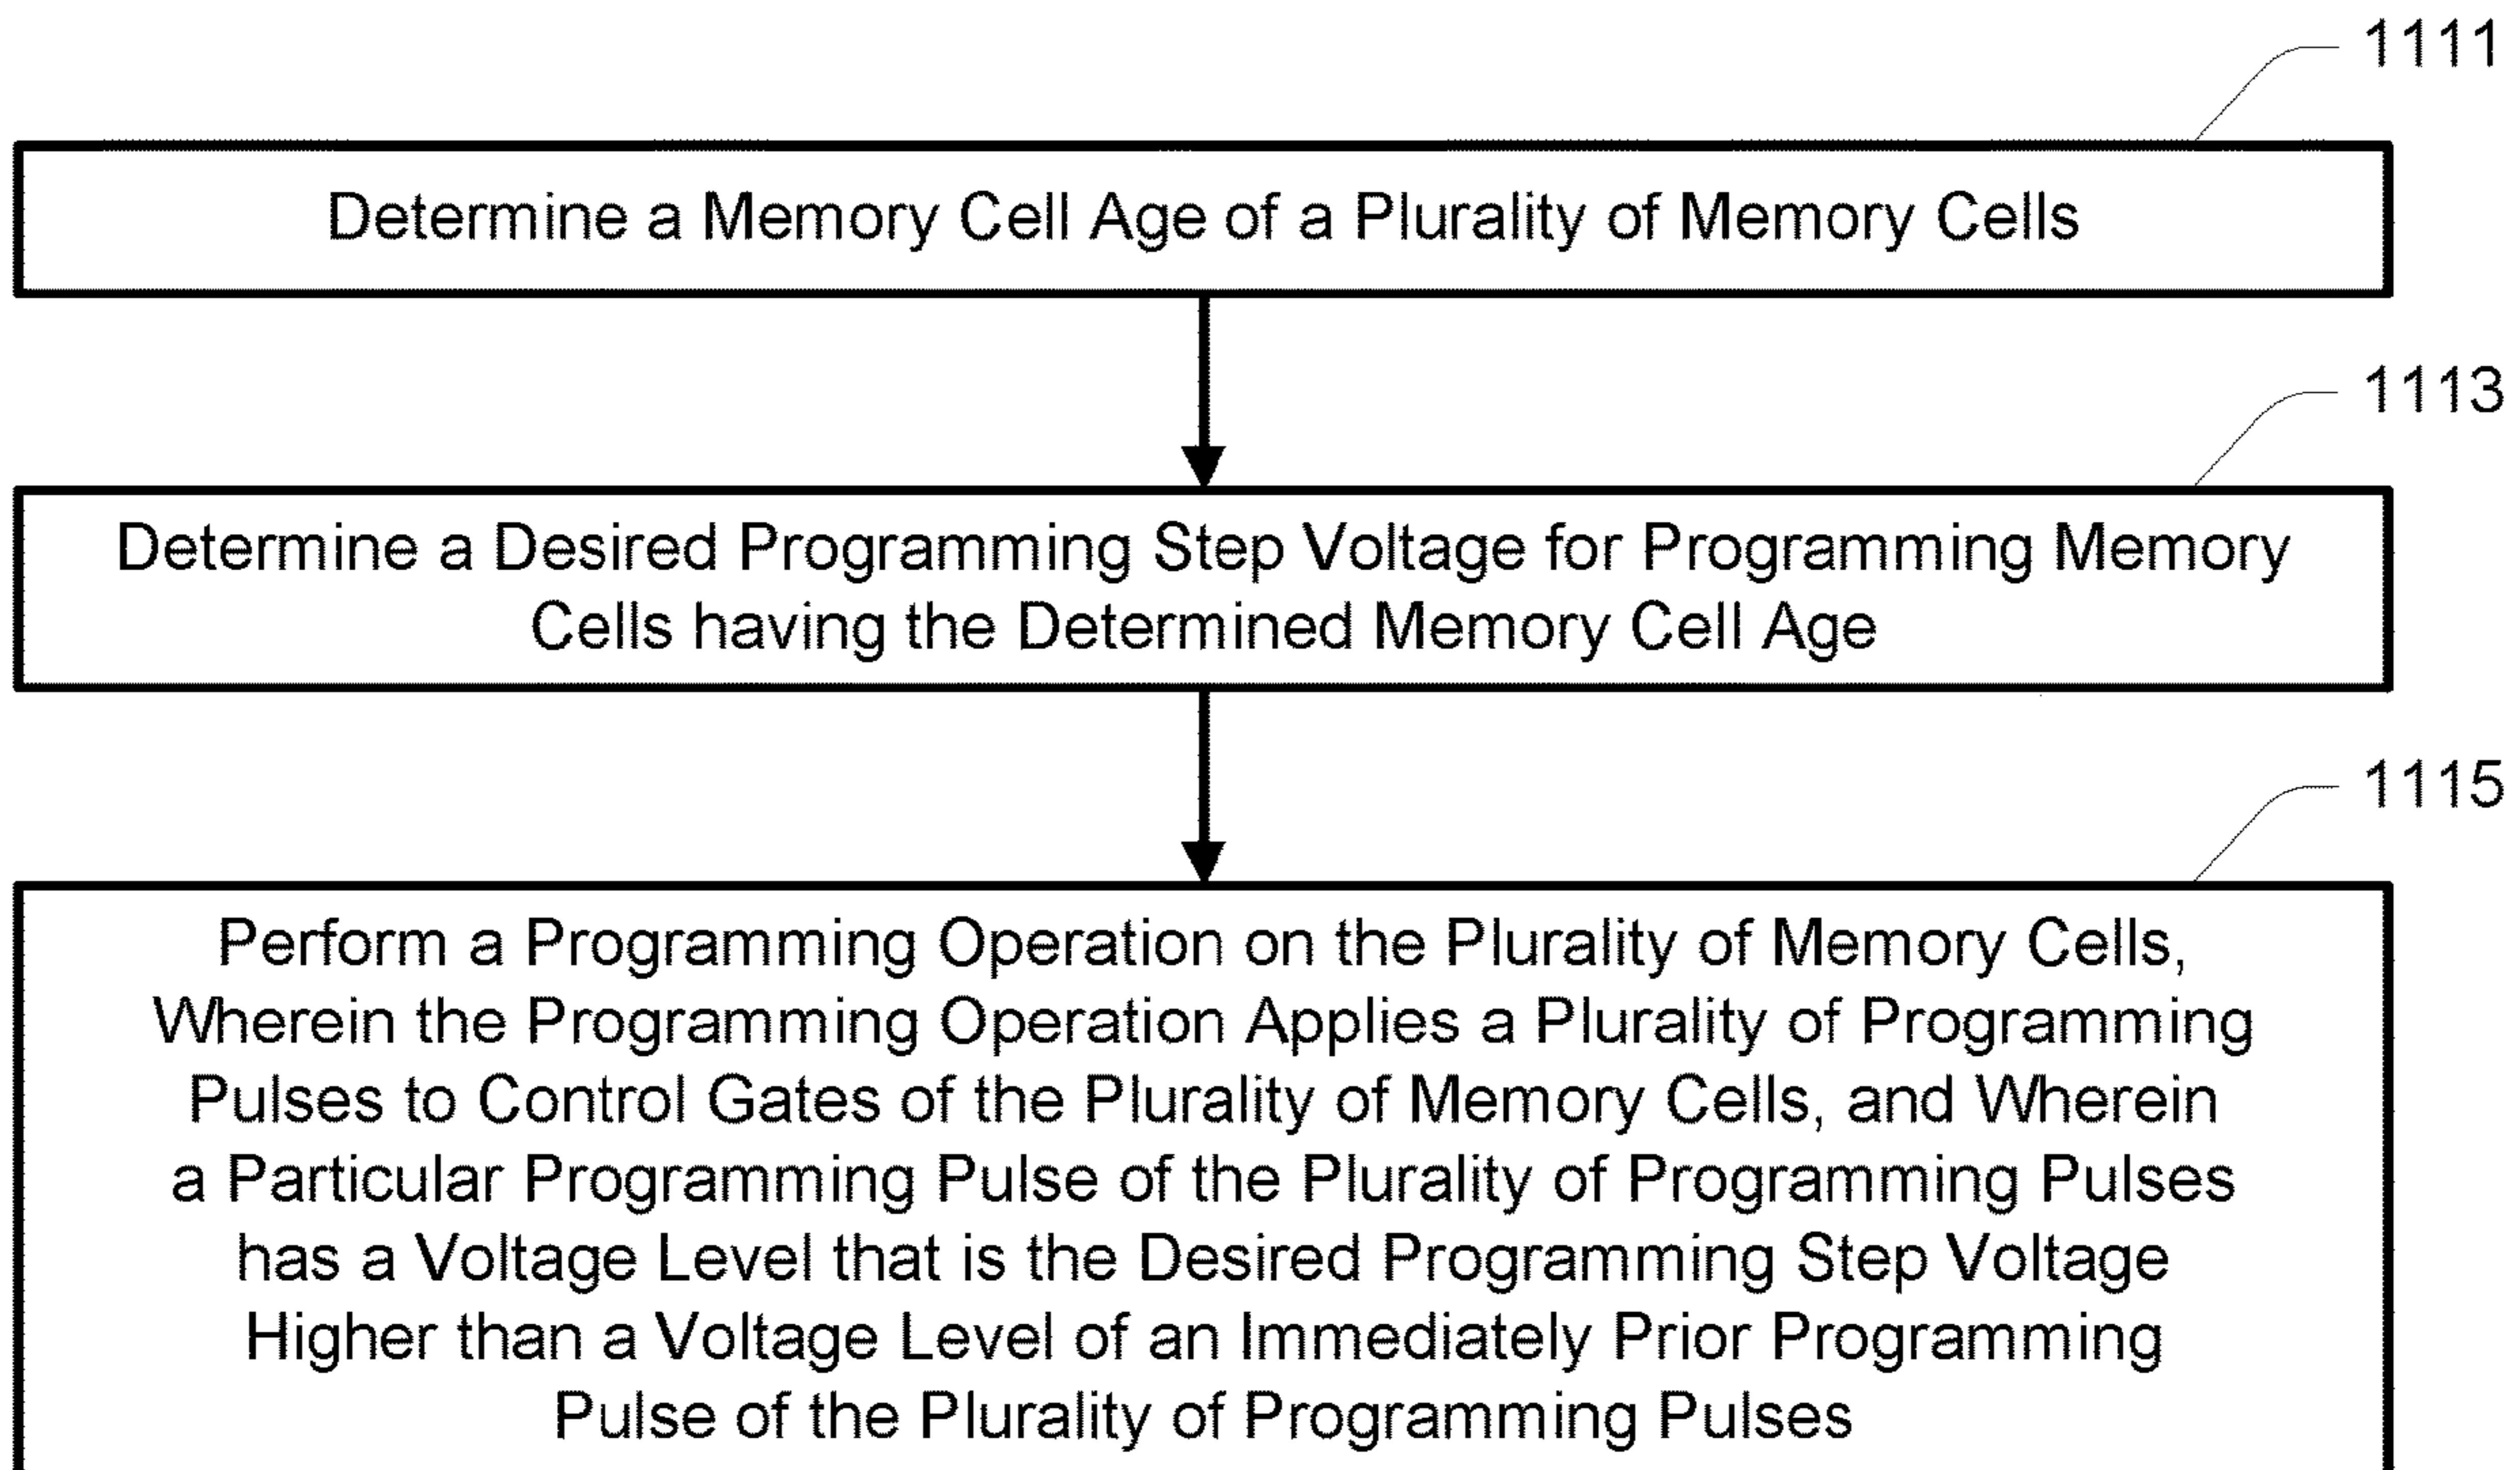 1111
Determine a Memory Cell Age of a Plurality of Memory Cells
1113
Determine a Desired Programming Step Voltage for Programming Memory
Cells having the Determined Memory Cell Age
1115
Perform a Programming Operation on the Plurality of Memory Cells,
Wherein the Programming Operation Applies a Plurality of Programming
Pulses to Control Gates of the Plurality of Memory Cells, and Wherein
a Particular Programming Pulse of the Plurality of Programming Pulses
has a Voltage Level that is the Desired Programming Step Voltage
Higher than a Voltage Level of an Immediately Prior Programming
Pulse of the Plurality of Programming Pulses